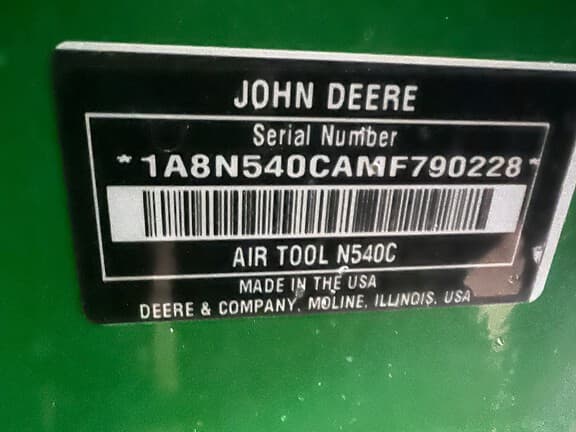 JOHN DEERE
Serial Number
*1A8N540CAMF790228*
AIR TOOL N540C
MADE IN THE USA
DEERE & COMPANY, MOLINE, ILLINOIS, USA